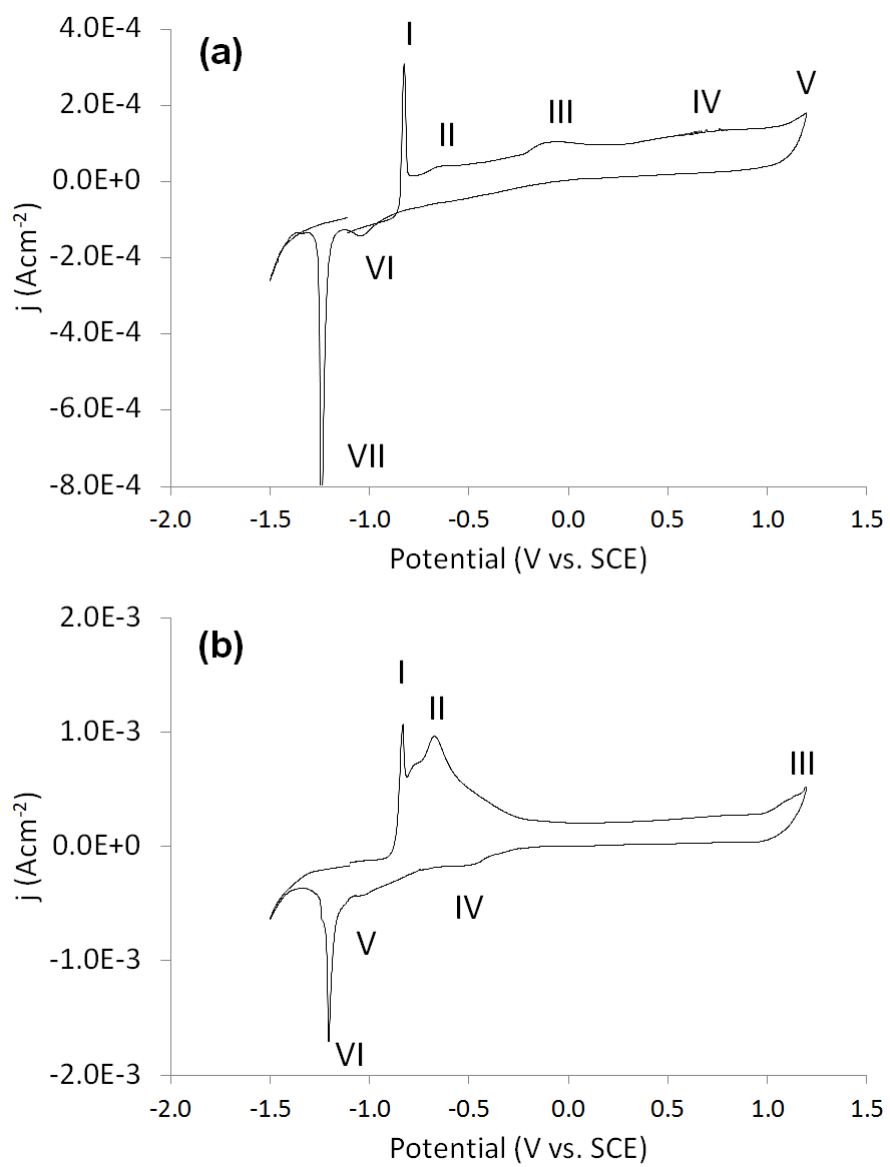 (a)
I
II
III
IV
V
VI
VII
4.0E-4
2.0E-4
0.0E+0
-2.0E-4
-4.0E-4
-6.0E-4
-8.0E-4
j (Acm-2)
-2.0 -1.5 -1.0 -0.5 0.0 0.5 1.0 1.5
Potential (V vs. SCE)
(b)
I
II
III
IV
V
VI
2.0E-3
1.0E-3
0.0E+0
-1.0E-3
-2.0E-3
j (Acm-2)
-2.0 -1.5 -1.0 -0.5 0.0 0.5 1.0 1.5
Potential (V vs. SCE)